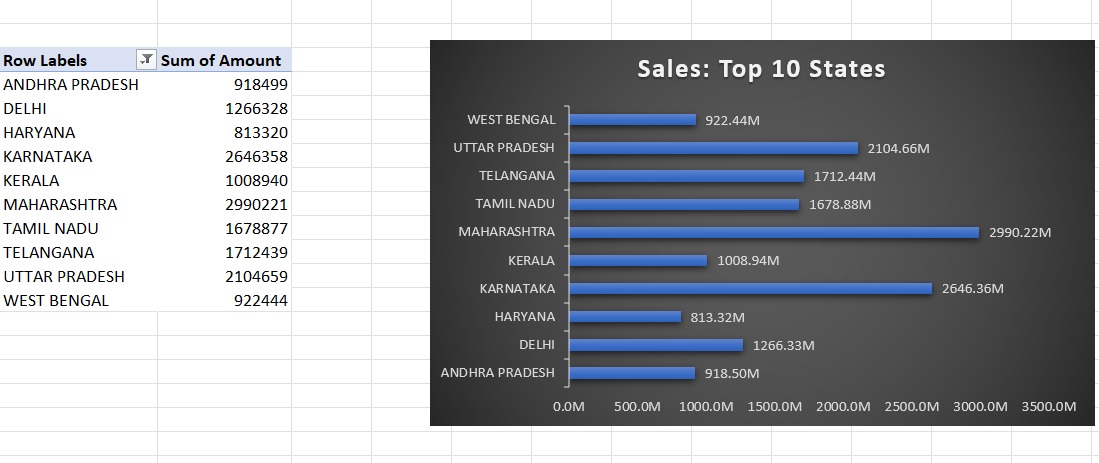 Row Labels Sum of Amount
ANDHRA PRADESH 918499
DELHI 1266328
HARYANA 813320
KARNATAKA 2646358
KERALA 1008940
MAHARASHTRA 2990221
TAMIL NADU 1678877
TELANGANA 1712439
UTTAR PRADESH 2104659
WEST BENGAL 922444
Sales: Top 10 States
WEST BENGAL 922.44M
UTTAR PRADESH 2104.66M
TELANGANA 1712.44M
TAMIL NADU 1678.88M
MAHARASHTRA 2990.22M
KERALA 1008.94M
KARNATAKA 2646.36M
HARYANA 813.32M
DELHI 1266.33M
ANDHRA PRADESH 918.50M
0.0M 500.0M 1000.0M 1500.0M 2000.0M 2500.0M 3000.0M 3500.0M